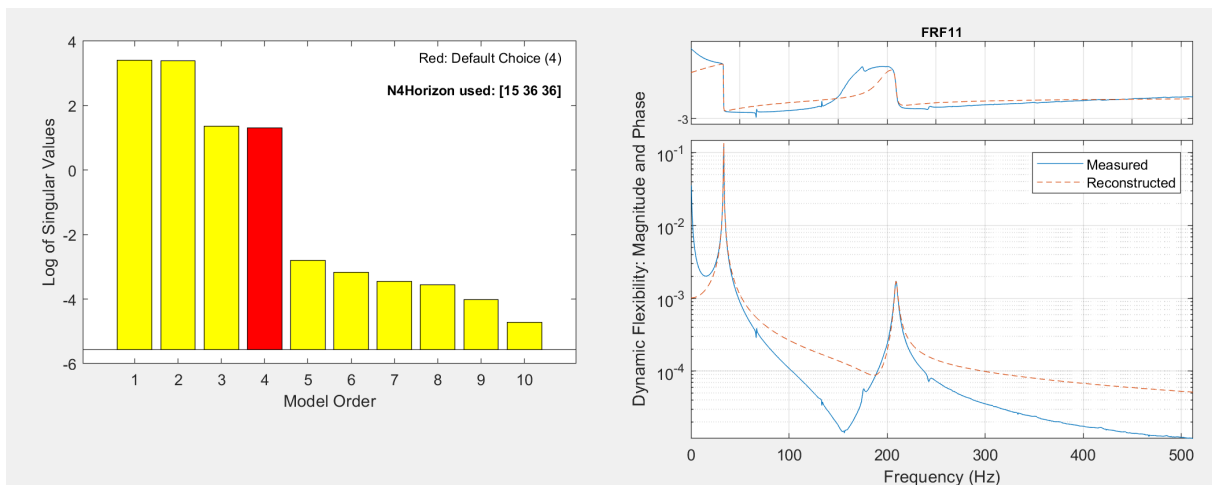 4
2
0
-2
-4
-6
Log of Singular Values
Red: Default Choice (4)
N4Horizon used: [15 36 36]
1 2 3 4 5 6 7 8 9 10
Model Order
FRF11
-3
Dynamic Flexibility: Magnitude and Phase
10-1
10-2
10-3
10-4
Measured
Reconstructed
0 100 200 300 400 500
Frequency (Hz)